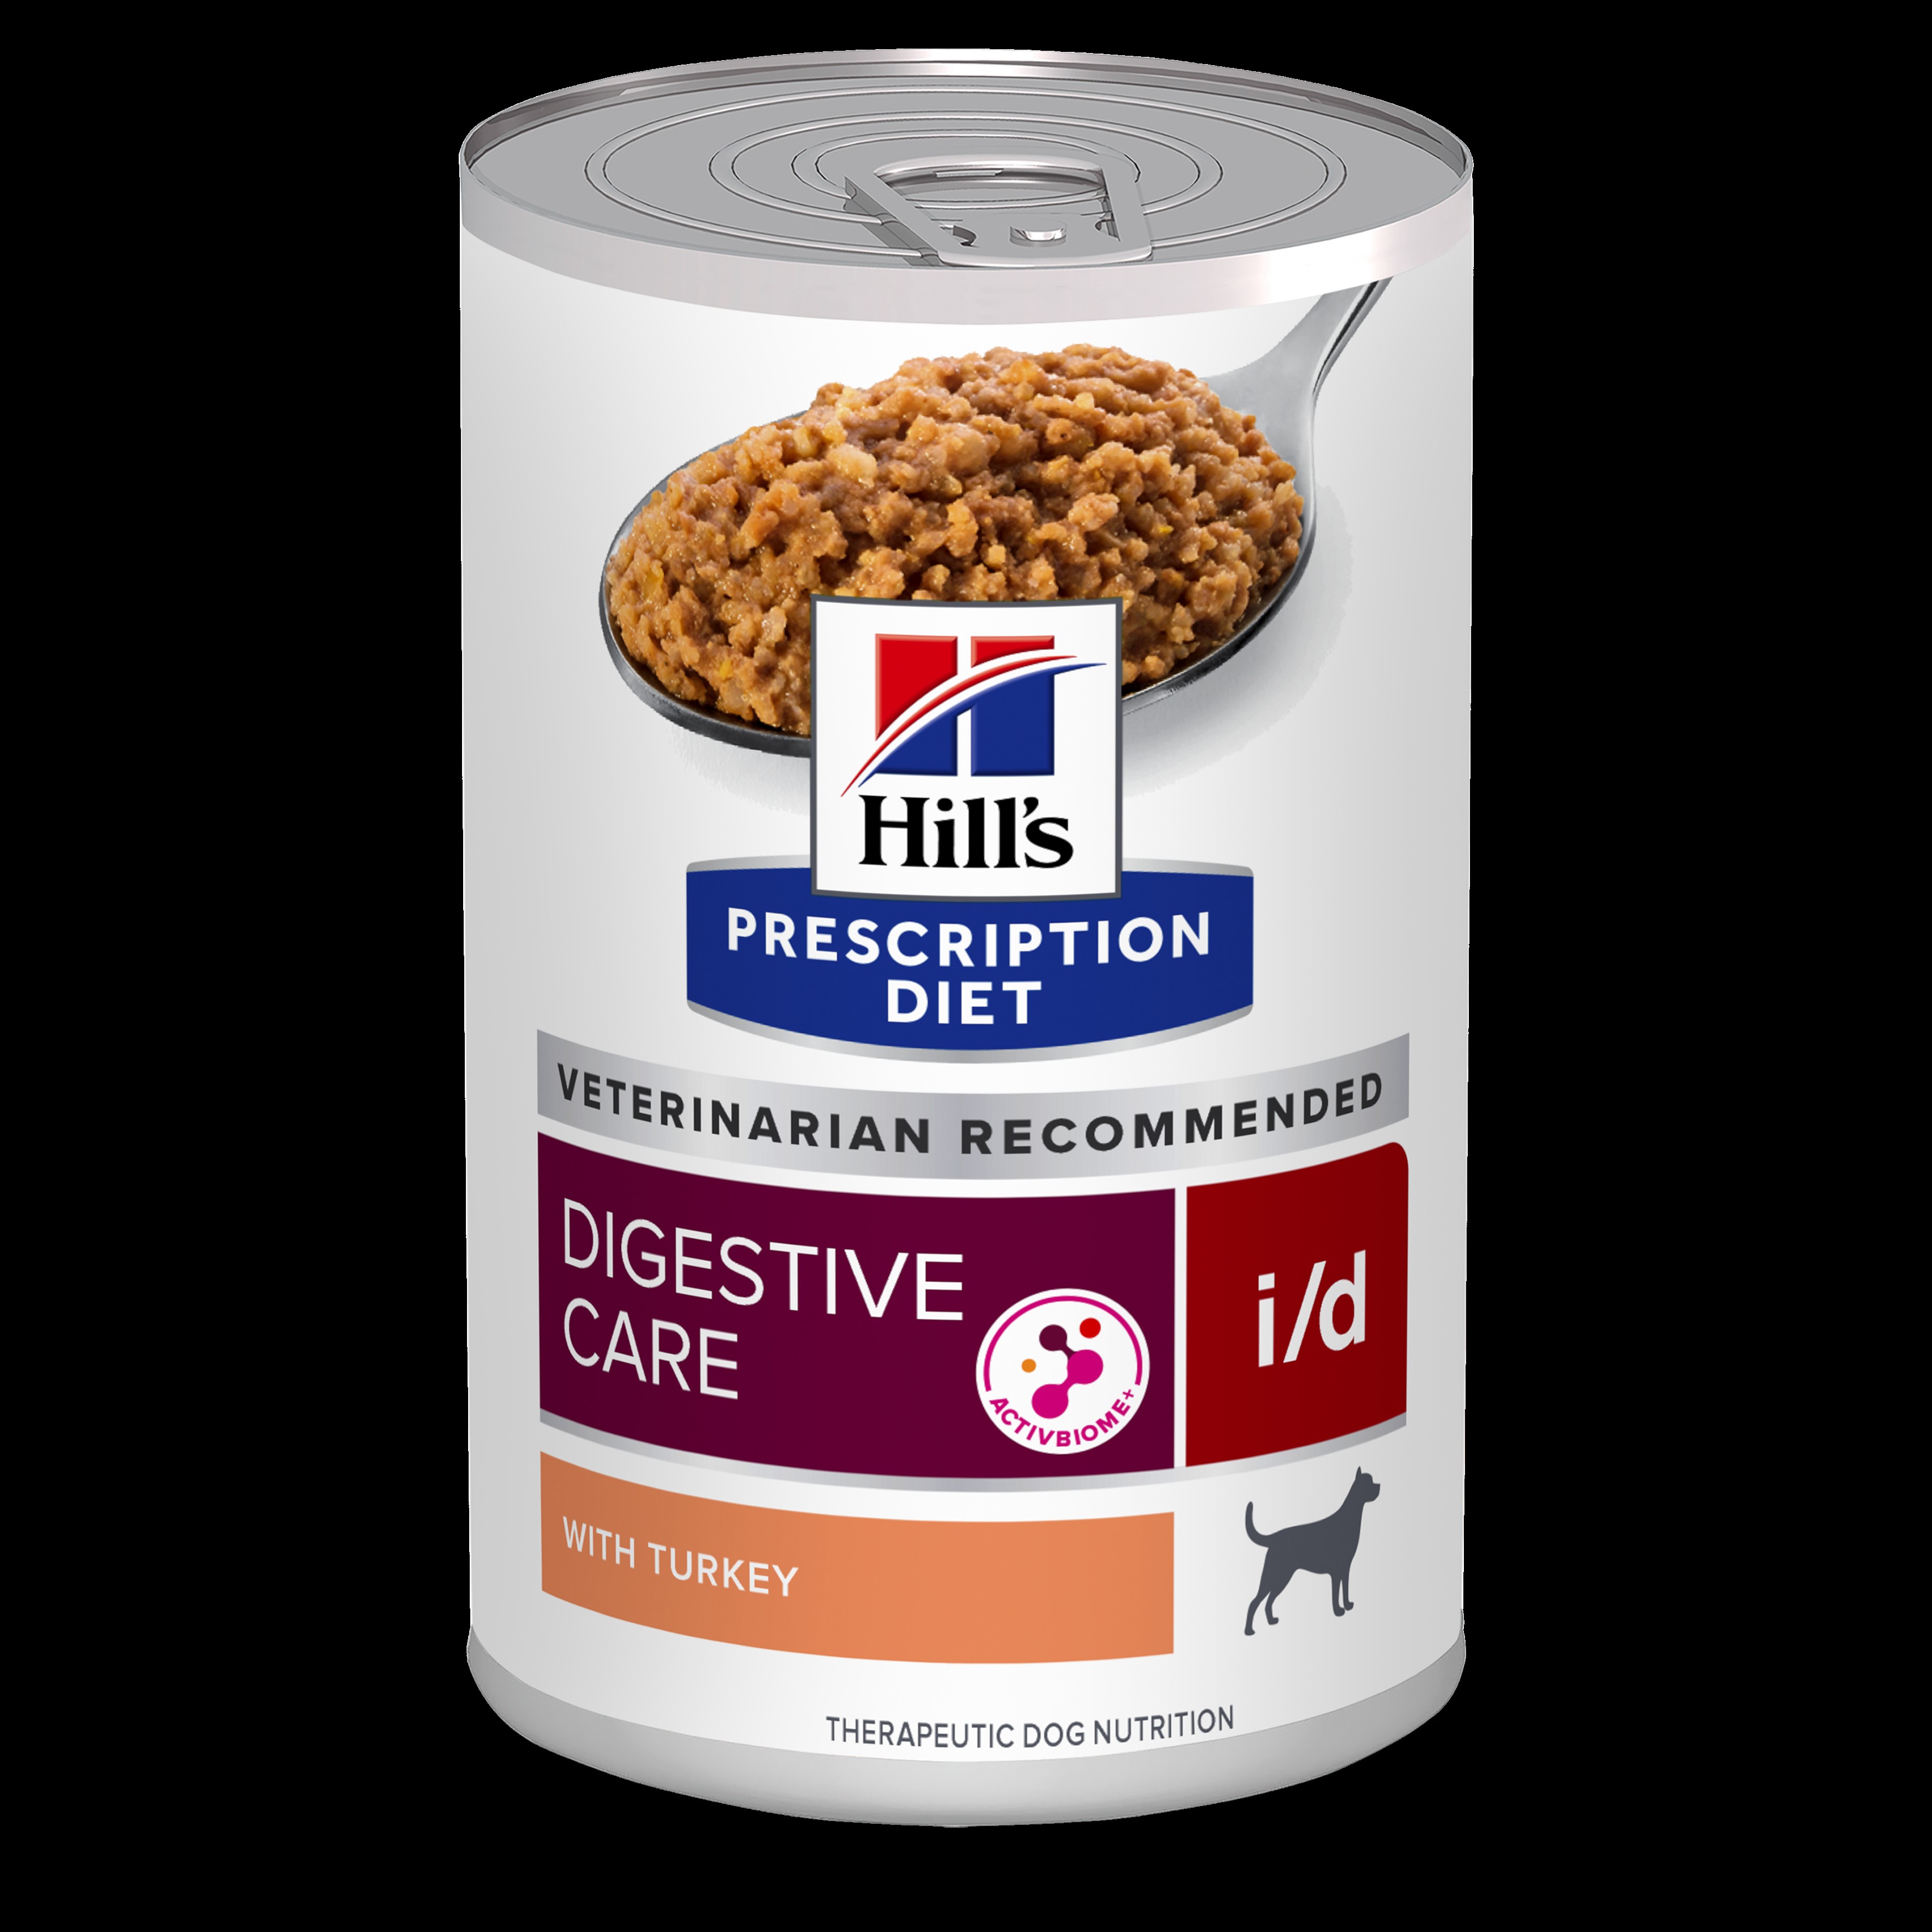 Hill's
PRESCRIPTION
DIET
VETERINARIAN RECOMMENDED
DIGESTIVE
CARE
ACTIVBIOME+
i/d
WITH TURKEY
THERAPEUTIC DOG NUTRITION